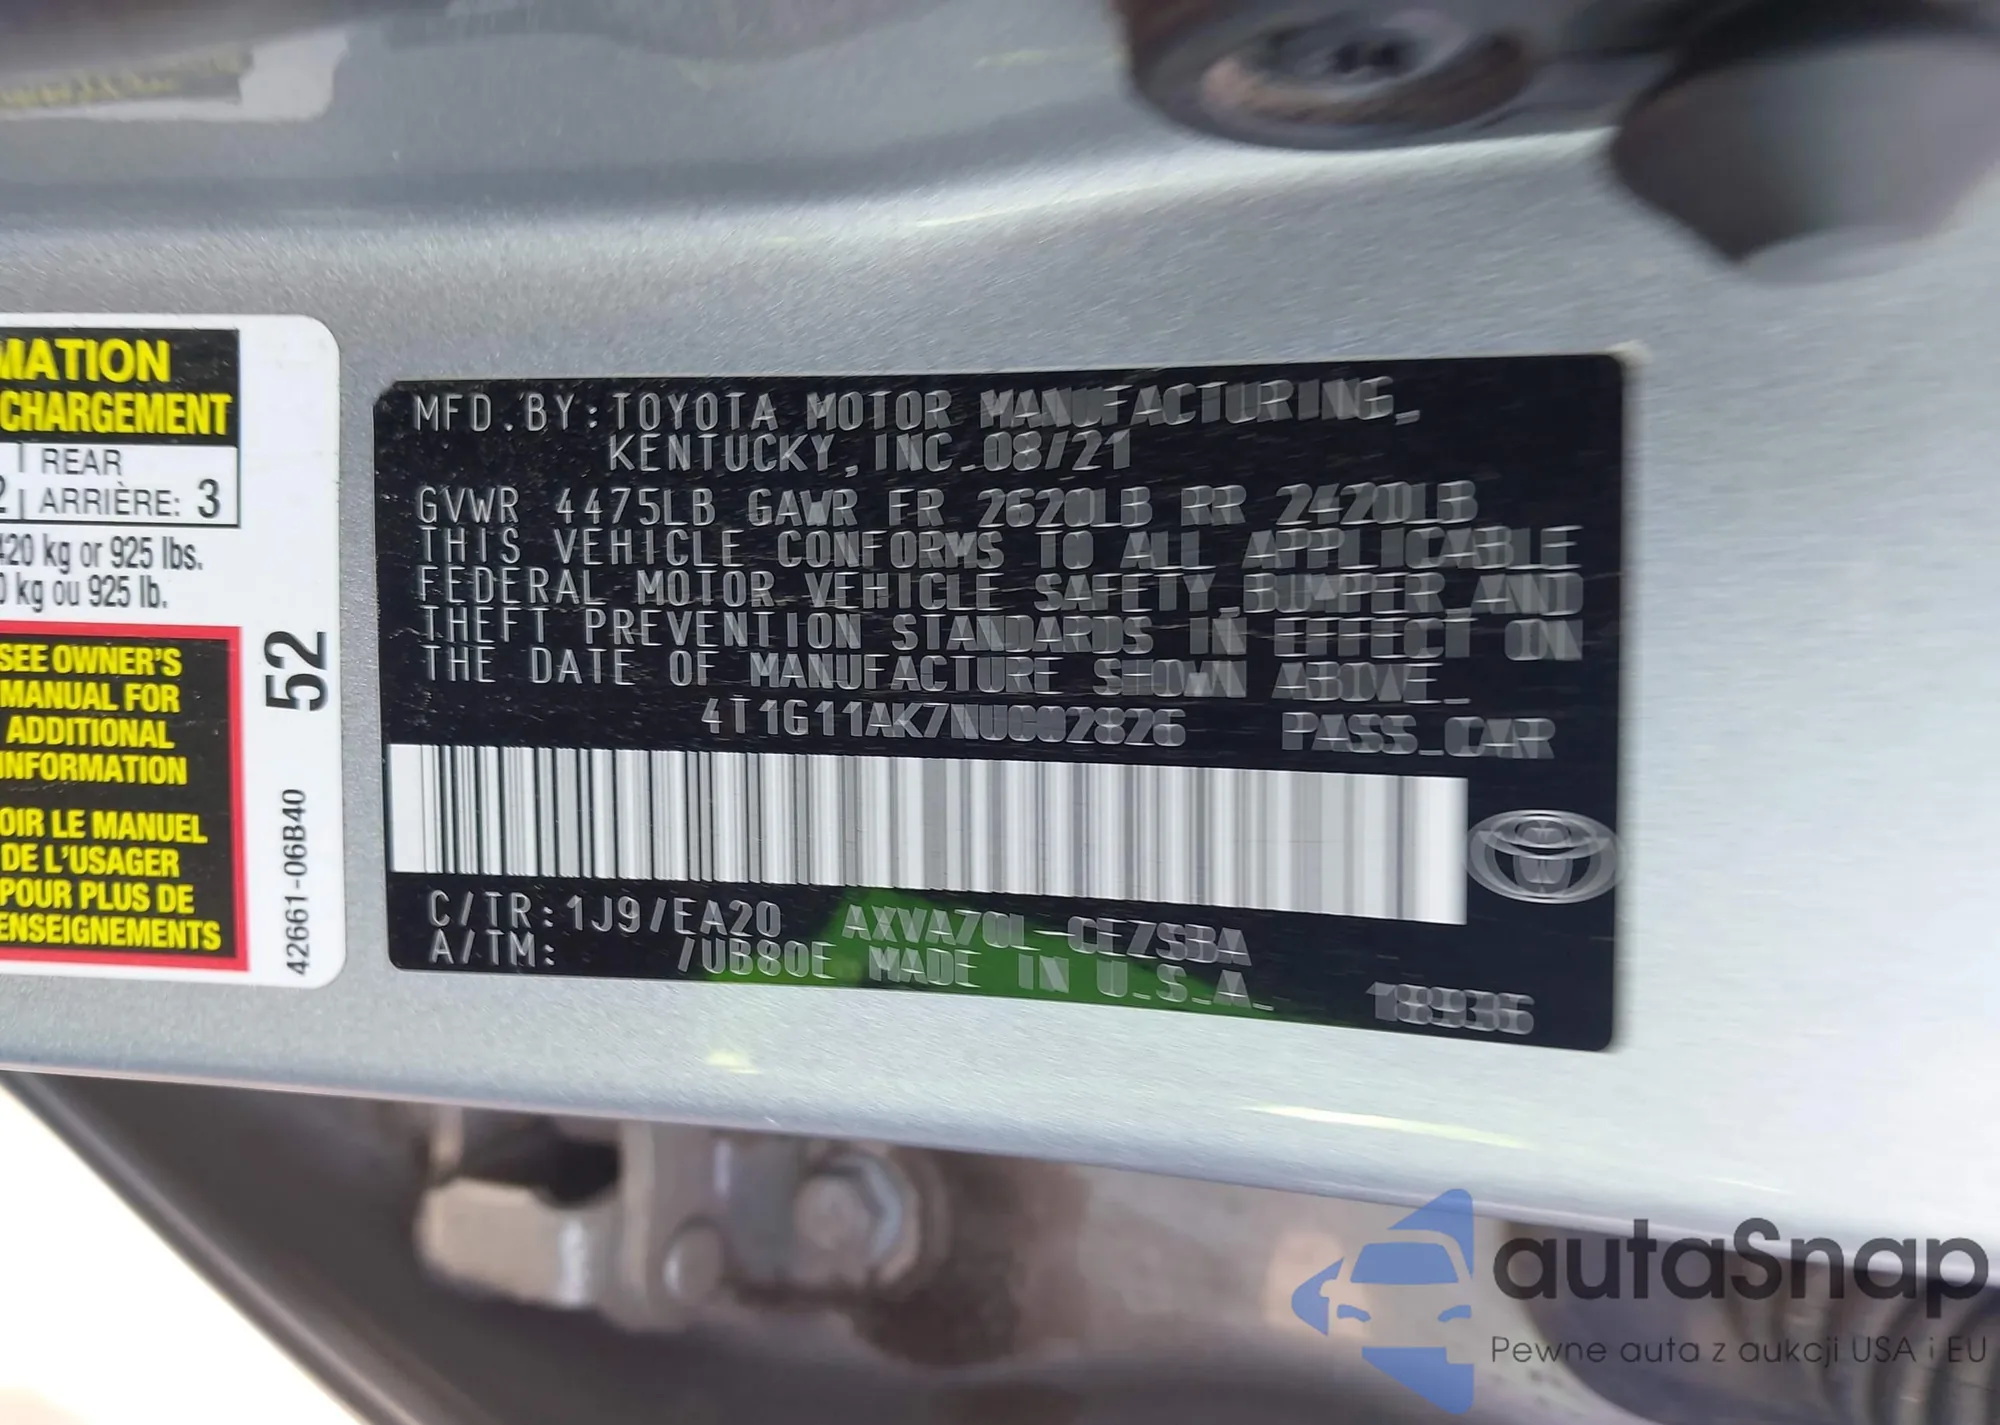 MATION
CHARGEMENT
REAR
2 ARRIÈRE: 3
420 kg or 925 lbs.
0 kg ou 925 lb.
SEE OWNER'S
MANUAL FOR
ADDITIONAL
INFORMATION
OIR LE MANUEL
DE L'USAGER
POUR PLUS DE
ENSEIGNEMENTS
52
42661-06B40
MFD.BY:TOYOTA MOTOR MANUFACTURING,
KENTUCKY, INC.08/21
GVWR 4475LB GAWR FR 2620LB RR 2420LB
THIS VEHICLE CONFORMS TO ALL APPLICABLE
FEDERAL MOTOR VEHICLE SAFETY,BUMPER,AND
THEFT PREVENTION STANDARDS IN EFFECT ON
THE DATE OF MANUFACTURE SHOWN ABOVE.
PASS.CAR
C/TR:1J9/EA20 AXVA70L-CEZSBA
A/TM: /UB80E MADE IN U.S.A.
autaSnap
Pewne auta z aukcji USA i EU